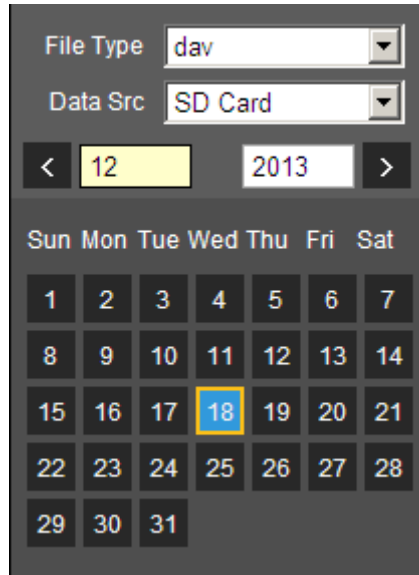 File Type dav
Data Src SD Card
< 12 2013 >
Sun Mon Tue Wed Thu Fri Sat
1 2 3 4 5 6 7
8 9 10 11 12 13 14
15 16 17 18 19 20 21
22 23 24 25 26 27 28
29 30 31